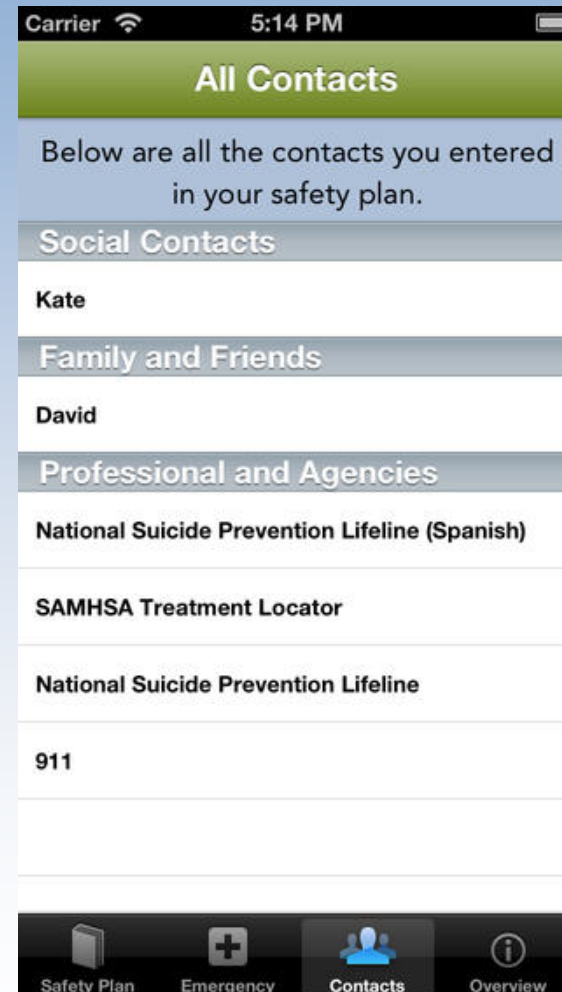 Carrier 5:14 PM
All Contacts
Below are all the contacts you entered
in your safety plan.
Social Contacts
Kate
Family and Friends
David
Professional and Agencies
National Suicide Prevention Lifeline (Spanish)
SAMHSA Treatment Locator
National Suicide Prevention Lifeline
911
Safety Plan Emergency Contacts Overview